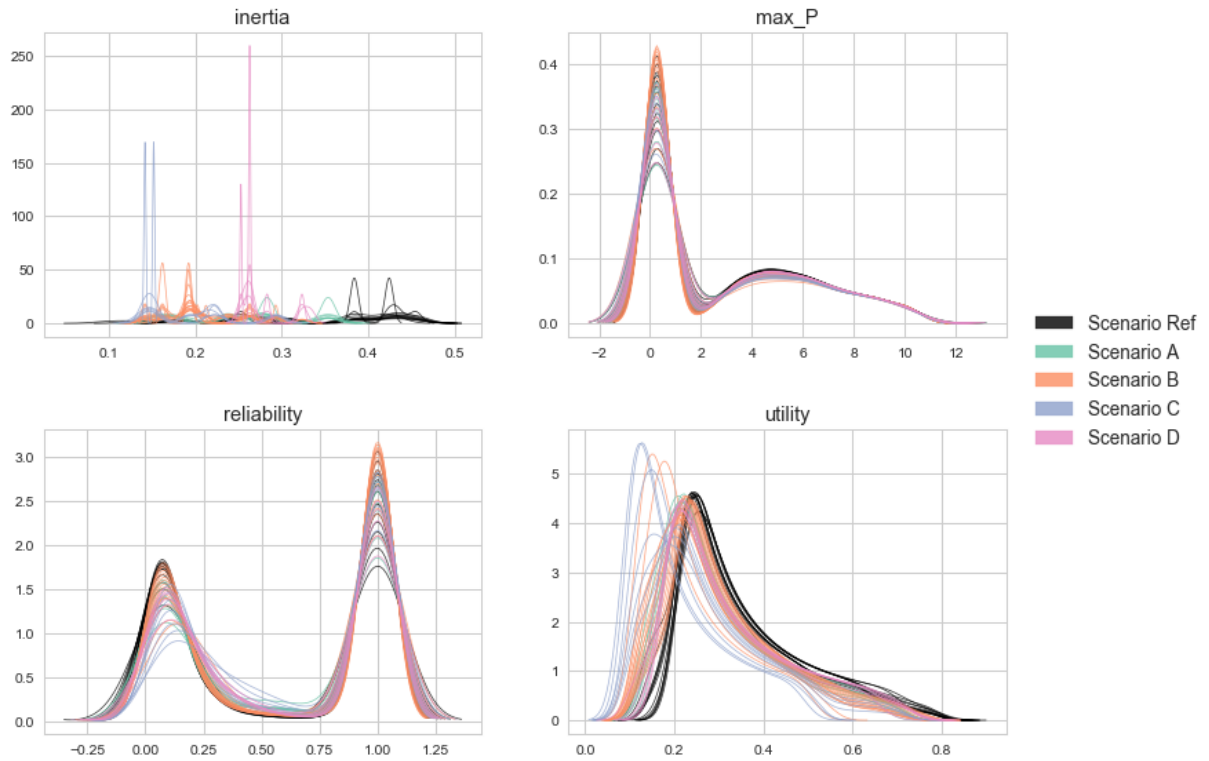 inertia
250
200
150
100
50
0
0.1 0.2 0.3 0.4 0.5
max_P
0.4
0.3
0.2
0.1
0.0
−2 0 2 4 6 8 10 12
Scenario Ref
Scenario A
Scenario B
Scenario C
Scenario D
reliability
3.0
2.5
2.0
1.5
1.0
0.5
0.0
−0.25 0.00 0.25 0.50 0.75 1.00 1.25
utility
5
4
3
2
1
0
0.0 0.2 0.4 0.6 0.8